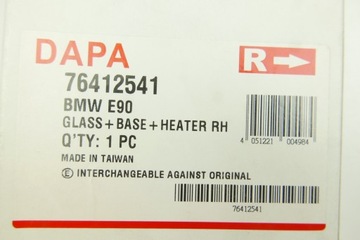 DAPA
R
76412541
BMW E90
GLASS+BASE+HEATER RH
Q'TY: 1 PC
MADE IN TAIWAN
Ⓔ INTERCHANGEABLE AGAINST ORIGINAL
4 051221 004984
76412541